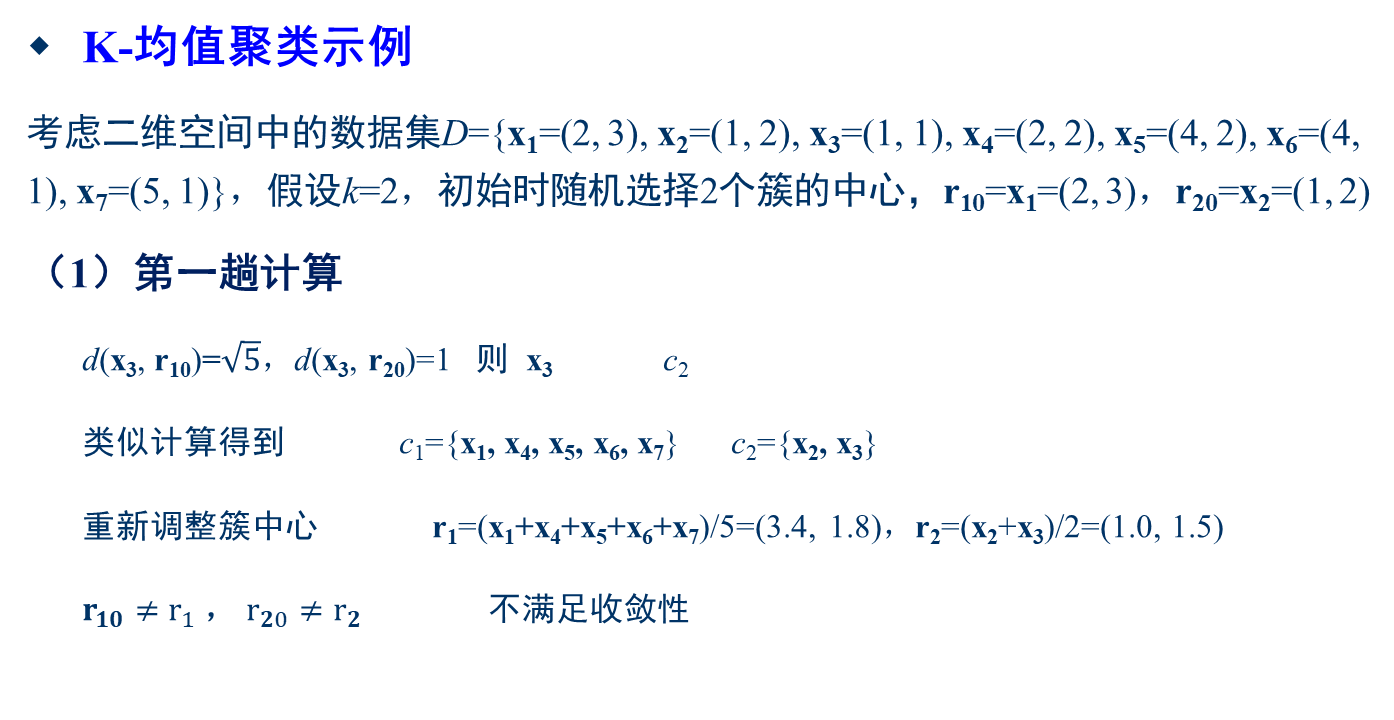 ◆ K-均值聚类示例
考虑二维空间中的数据集D={x₁=(2, 3), x₂=(1, 2), x₃=(1, 1), x₄=(2, 2), x₅=(4, 2), x₆=(4,
1), x₇=(5, 1)}，假设k=2，初始时随机选择2个簇的中心，r₁₀=x₁=(2, 3)，r₂₀=x₂=(1, 2)
（1）第一趟计算
d(x₃, r₁₀)=√5，d(x₃, r₂₀)=1 则 x₃ c₂
类似计算得到 c₁={x₁, x₄, x₅, x₆, x₇} c₂={x₂, x₃}
重新调整簇中心 r₁=(x₁+x₄+x₅+x₆+x₇)/5=(3.4, 1.8)，r₂=(x₂+x₃)/2=(1.0, 1.5)
r₁₀ ≠ r₁ ， r₂₀ ≠ r₂ 不满足收敛性